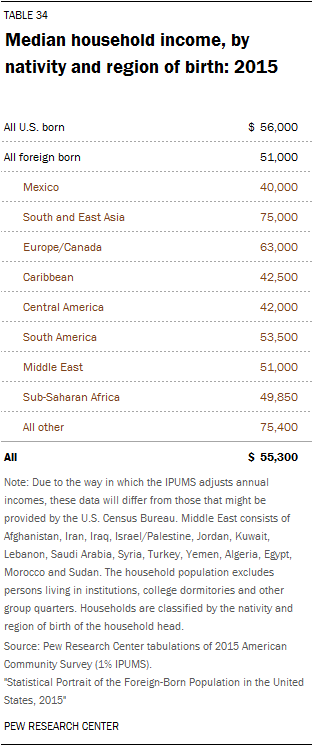 TABLE 34
Median household income, by
nativity and region of birth: 2015
All U.S. born $ 56,000
All foreign born 51,000
Mexico 40,000
South and East Asia 75,000
Europe/Canada 63,000
Caribbean 42,500
Central America 42,000
South America 53,500
Middle East 51,000
Sub-Saharan Africa 49,850
All other 75,400
All $ 55,300
Note: Due to the way in which the IPUMS adjusts annual
incomes, these data will differ from those that might be
provided by the U.S. Census Bureau. Middle East consists of
Afghanistan, Iran, Iraq, Israel/Palestine, Jordan, Kuwait,
Lebanon, Saudi Arabia, Syria, Turkey, Yemen, Algeria, Egypt,
Morocco and Sudan. The household population excludes
persons living in institutions, college dormitories and other
group quarters. Households are classified by the nativity and
region of birth of the household head.
Source: Pew Research Center tabulations of 2015 American
Community Survey (1% IPUMS).
"Statistical Portrait of the Foreign-Born Population in the United
States, 2015"
PEW RESEARCH CENTER